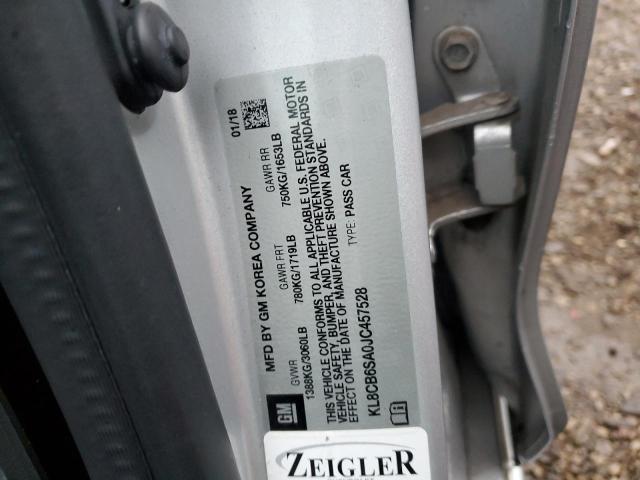 MFD BY GM KOREA COMPANY 01/18
GVWR GAWR FRT GAWR RR
1388KG/3060LB 780KG/1719LB 750KG/1653LB
THIS VEHICLE CONFORMS TO ALL APPLICABLE U.S. FEDERAL MOTOR
VEHICLE SAFETY, BUMPER, AND THEFT PREVENTION STANDARDS IN
EFFECT ON THE DATE OF MANUFACTURE SHOWN ABOVE.
TYPE: PASS CAR
KL8CB6SA0JC457528
GM
ZEIGLER